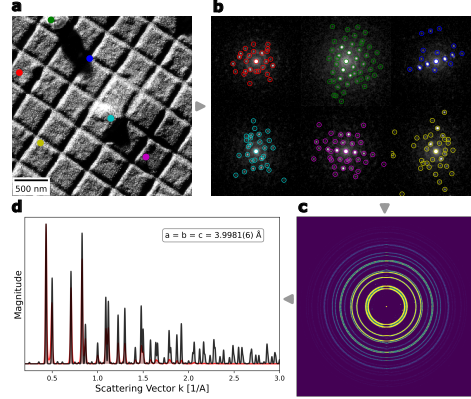 a
b
500 nm
d
c
a = b = c = 3.9981(6) Å
Magnitude
0.5 1.0 1.5 2.0 2.5 3.0
Scattering Vector k [1/A]